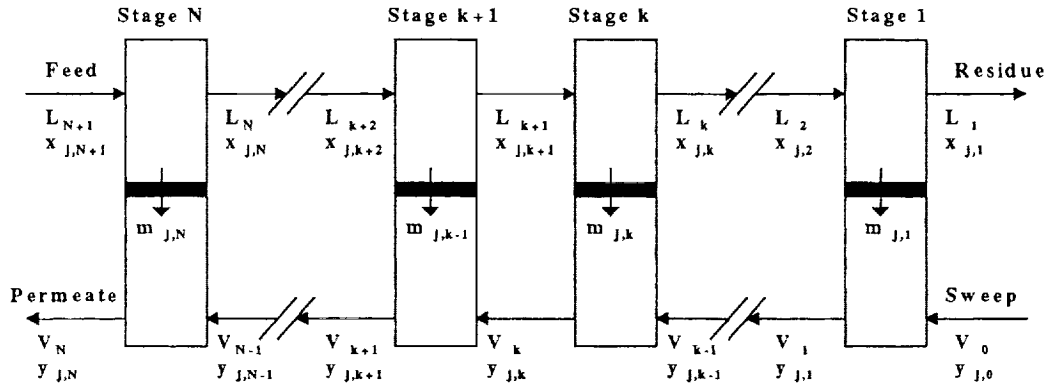 Stage N Stage k+1 Stage k Stage 1
Feed Residue
L N+1 L N L k+2 L k+1 L k L 2 L 1
x j,N+1 x j,N x j,k+2 x j,k+1 x j,k x j,2 x j,1
m j,N m j,k-1 m j,k m j,1
Permeate Sweep
V N V N-1 V k+1 V k V k-1 V 1 V 0
y j,N y j,N-1 y j,k+1 y j,k y j,k-1 y j,1 y j,0